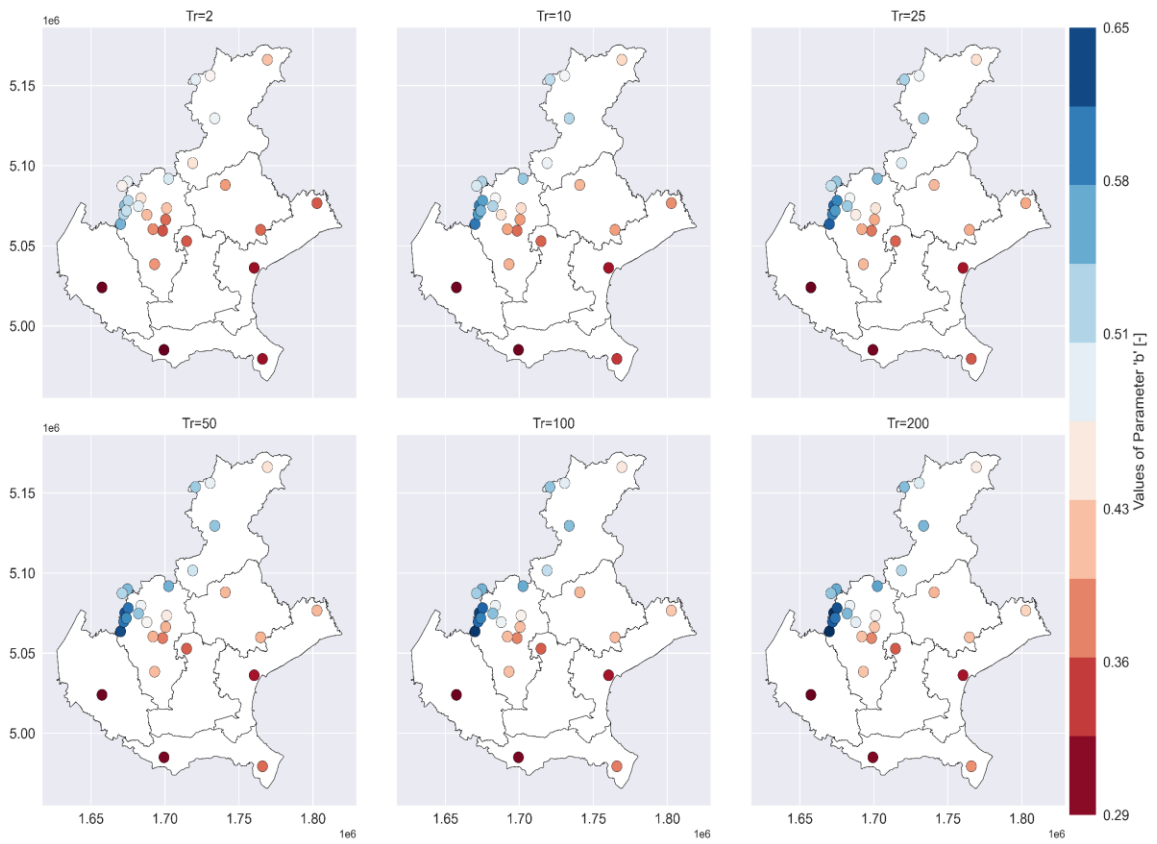 1e6
Tr=2
Tr=10
Tr=25
5.15
5.10
5.05
5.00
1e6
Tr=50
Tr=100
Tr=200
5.15
5.10
5.05
5.00
1.65
1.70
1.75
1.80
1e6
1.65
1.70
1.75
1.80
1e6
1.65
1.70
1.75
1.80
1e6
0.65
0.58
0.51
0.43
0.36
0.29
Values of Parameter 'b' [-]